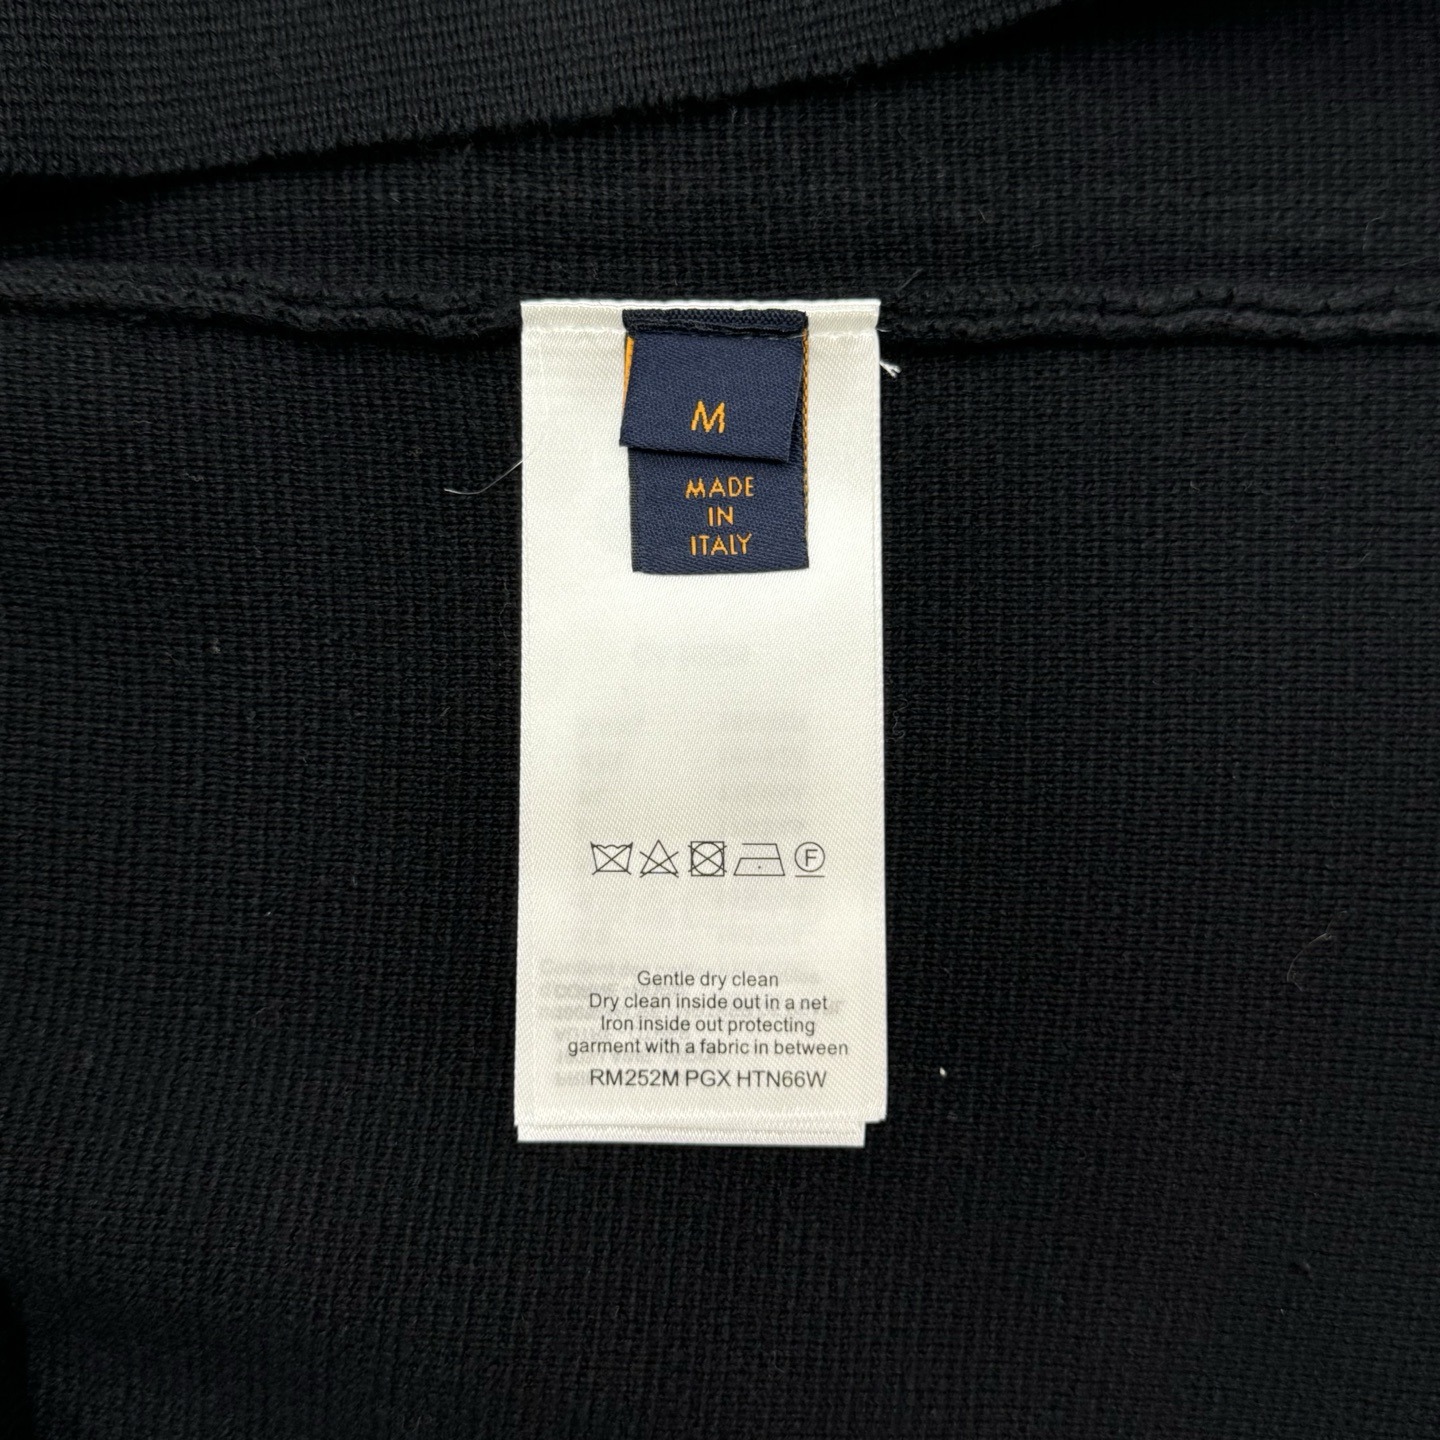 M
MADE
IN
ITALY
F
Gentle dry clean
Dry clean inside out in a net
Iron inside out protecting
garment with a fabric in between
RM252M PGX HTN66W